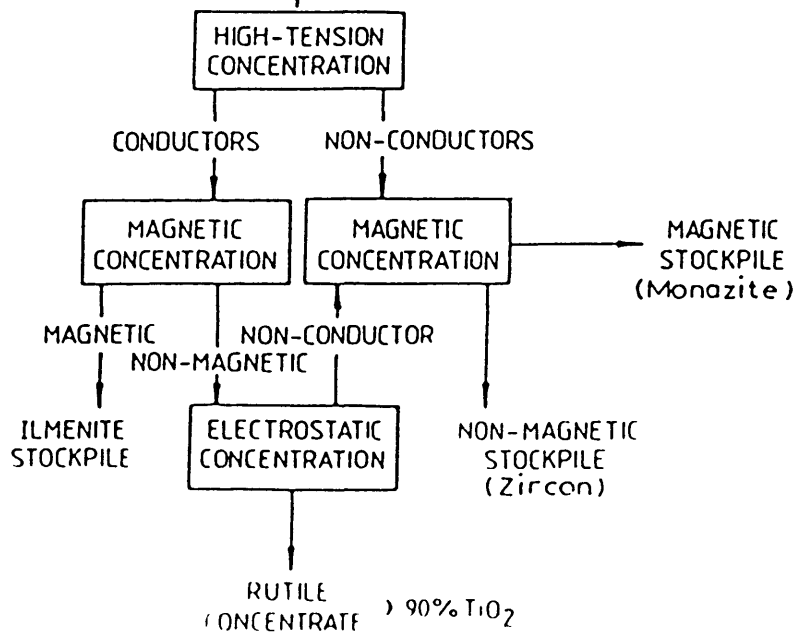 HIGH-TENSION
CONCENTRATION
CONDUCTORS
NON-CONDUCTORS
MAGNETIC
CONCENTRATION
MAGNETIC
CONCENTRATION
MAGNETIC
STOCKPILE
(Monazite)
MAGNETIC
NON-MAGNETIC
NON-CONDUCTOR
ILMENITE
STOCKPILE
ELECTROSTATIC
CONCENTRATION
NON-MAGNETIC
STOCKPILE
(Zircon)
RUTILE
CONCENTRATE
) 90% TiO2